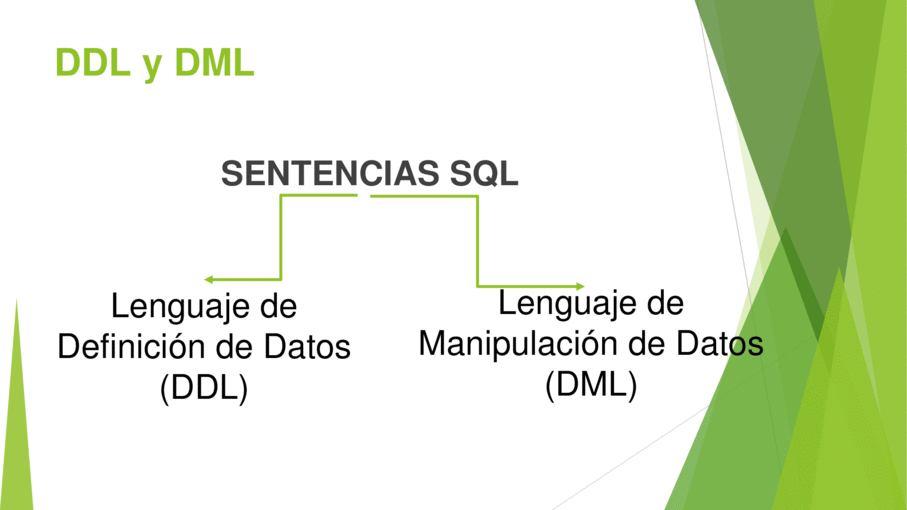 DDL y DML
SENTENCIAS SQL
Lenguaje de
Definición de Datos
(DDL)
Lenguaje de
Manipulación de Datos
(DML)